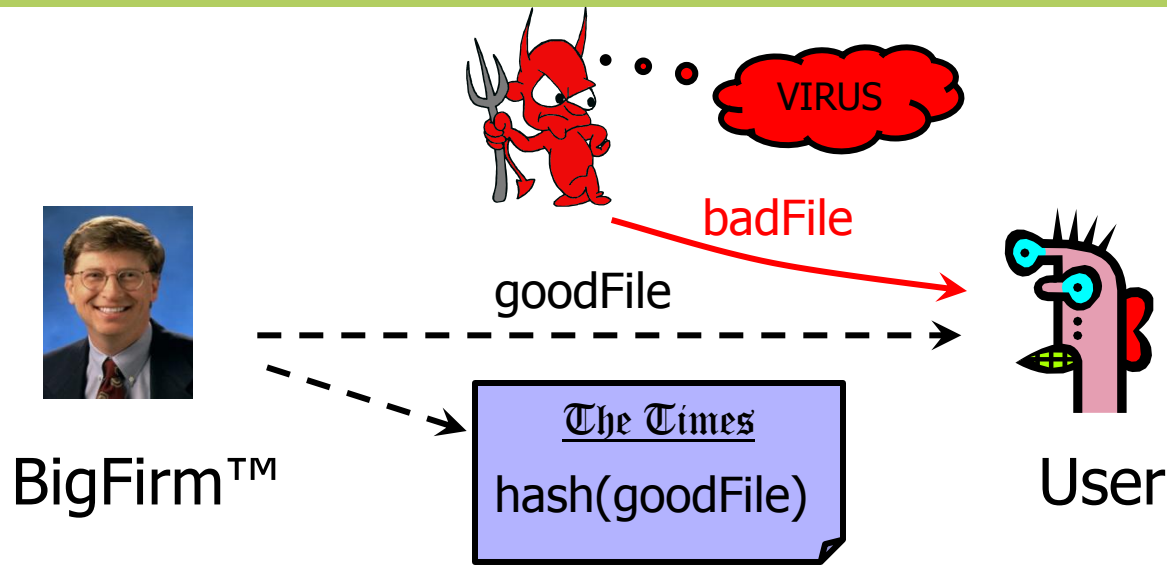 VIRUS
badFile
goodFile
The Times
hash(goodFile)
BigFirm™
User